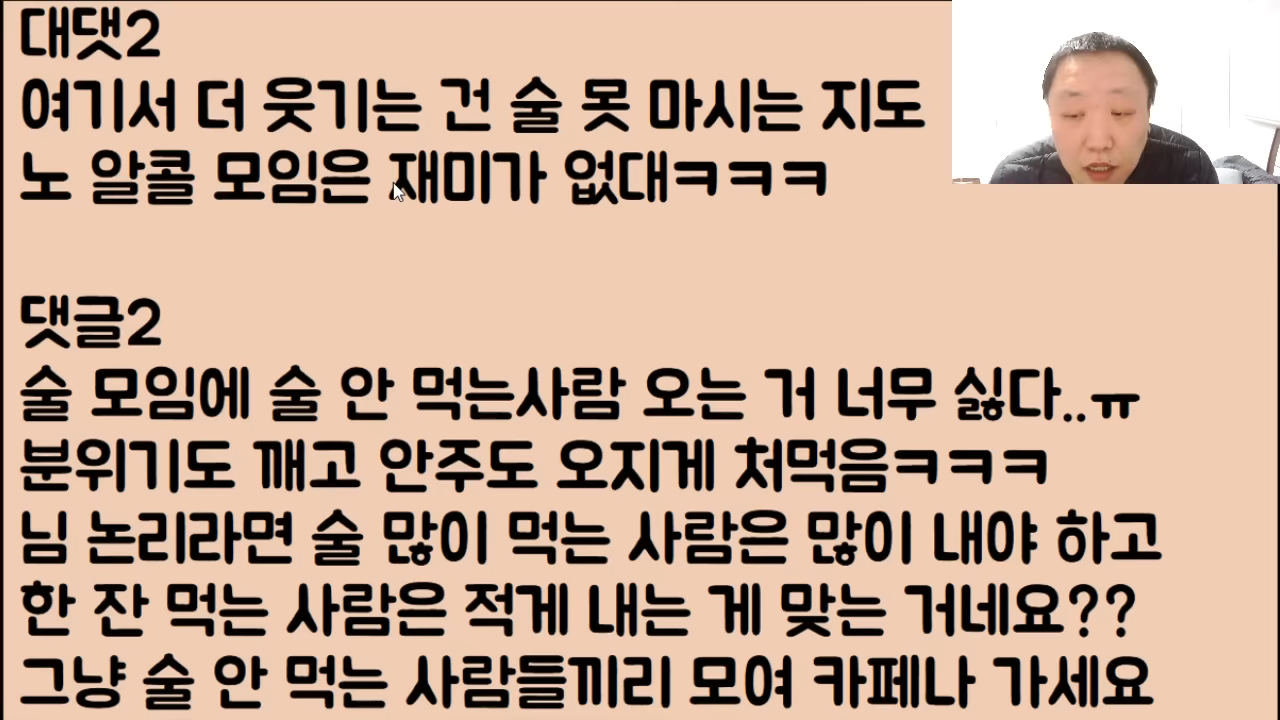 대댓2
여기서 더 웃기는 건 술 못 마시는 지도
노 알콜 모임은 재미가 없대ㅋㅋㅋ
댓글2
술 모임에 술 안 먹는사람 오는 거 너무 싫다..ㅠ
분위기도 깨고 안주도 오지게 처먹음ㅋㅋㅋ
님 논리라면 술 많이 먹는 사람은 많이 내야 하고
한 잔 먹는 사람은 적게 내는 게 맞는 거네요??
그냥 술 안 먹는 사람들끼리 모여 카페나 가세요